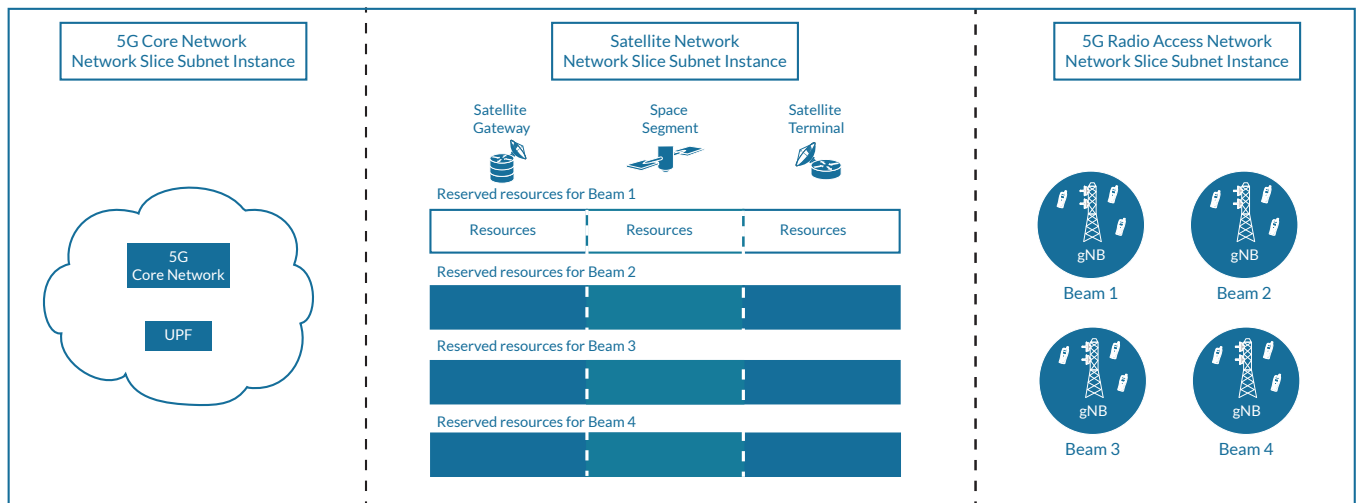 5G Core Network
Network Slice Subnet Instance
Satellite Network
Network Slice Subnet Instance
5G Radio Access Network
Network Slice Subnet Instance
Satellite
Gateway
Space
Segment
Satellite
Terminal
Reserved resources for Beam 1
Resources
Resources
Resources
Reserved resources for Beam 2
Reserved resources for Beam 3
Reserved resources for Beam 4
5G
Core Network
UPF
gNB
Beam 1
gNB
Beam 2
gNB
Beam 3
gNB
Beam 4